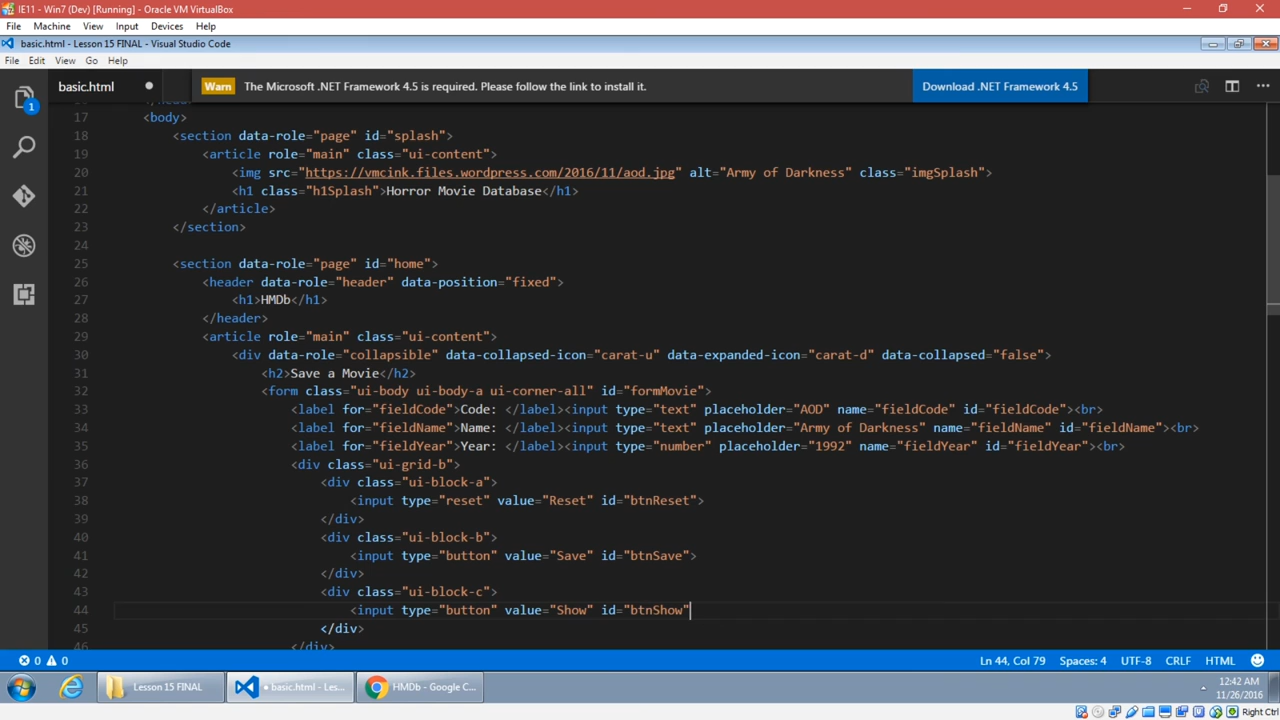 IE11 - Win7 (Dev) [Running] - Oracle VM VirtualBox
File Machine View Input Devices Help
basic.html - Lesson 15 FINAL - Visual Studio Code
File Edit View Go Help
basic.html
Warn The Microsoft .NET Framework 4.5 is required. Please follow the link to install it. Download .NET Framework 4.5
1
17 <body>
18 <section data-role="page" id="splash">
19 <article role="main" class="ui-content">
20 <img src="https://vmcink.files.wordpress.com/2016/11/aod.jpg" alt="Army of Darkness" class="imgSplash">
21 <h1 class="h1Splash">Horror Movie Database</h1>
22 </article>
23 </section>
24
25 <section data-role="page" id="home">
26 <header data-role="header" data-position="fixed">
27 <h1>HMDb</h1>
28 </header>
29 <article role="main" class="ui-content">
30 <div data-role="collapsible" data-collapsed-icon="carat-u" data-expanded-icon="carat-d" data-collapsed="false">
31 <h2>Save a Movie</h2>
32 <form class="ui-body ui-body-a ui-corner-all" id="formMovie">
33 <label for="fieldCode">Code: </label><input type="text" placeholder="AOD" name="fieldCode" id="fieldCode"><br>
34 <label for="fieldName">Name: </label><input type="text" placeholder="Army of Darkness" name="fieldName" id="fieldName"><br>
35 <label for="fieldYear">Year: </label><input type="number" placeholder="1992" name="fieldYear" id="fieldYear"><br>
36 <div class="ui-grid-b">
37 <div class="ui-block-a">
38 <input type="reset" value="Reset" id="btnReset">
39 </div>
40 <div class="ui-block-b">
41 <input type="button" value="Save" id="btnSave">
42 </div>
43 <div class="ui-block-c">
44 <input type="button" value="Show" id="btnShow"
45 </div>
46 </div>
0 0 Ln 44, Col 79 Spaces: 4 UTF-8 CRLF HTML
Lesson 15 FINAL • basic.html - Les... HMDb - Google C... 12:42 AM
11/26/2016
Right Ctrl